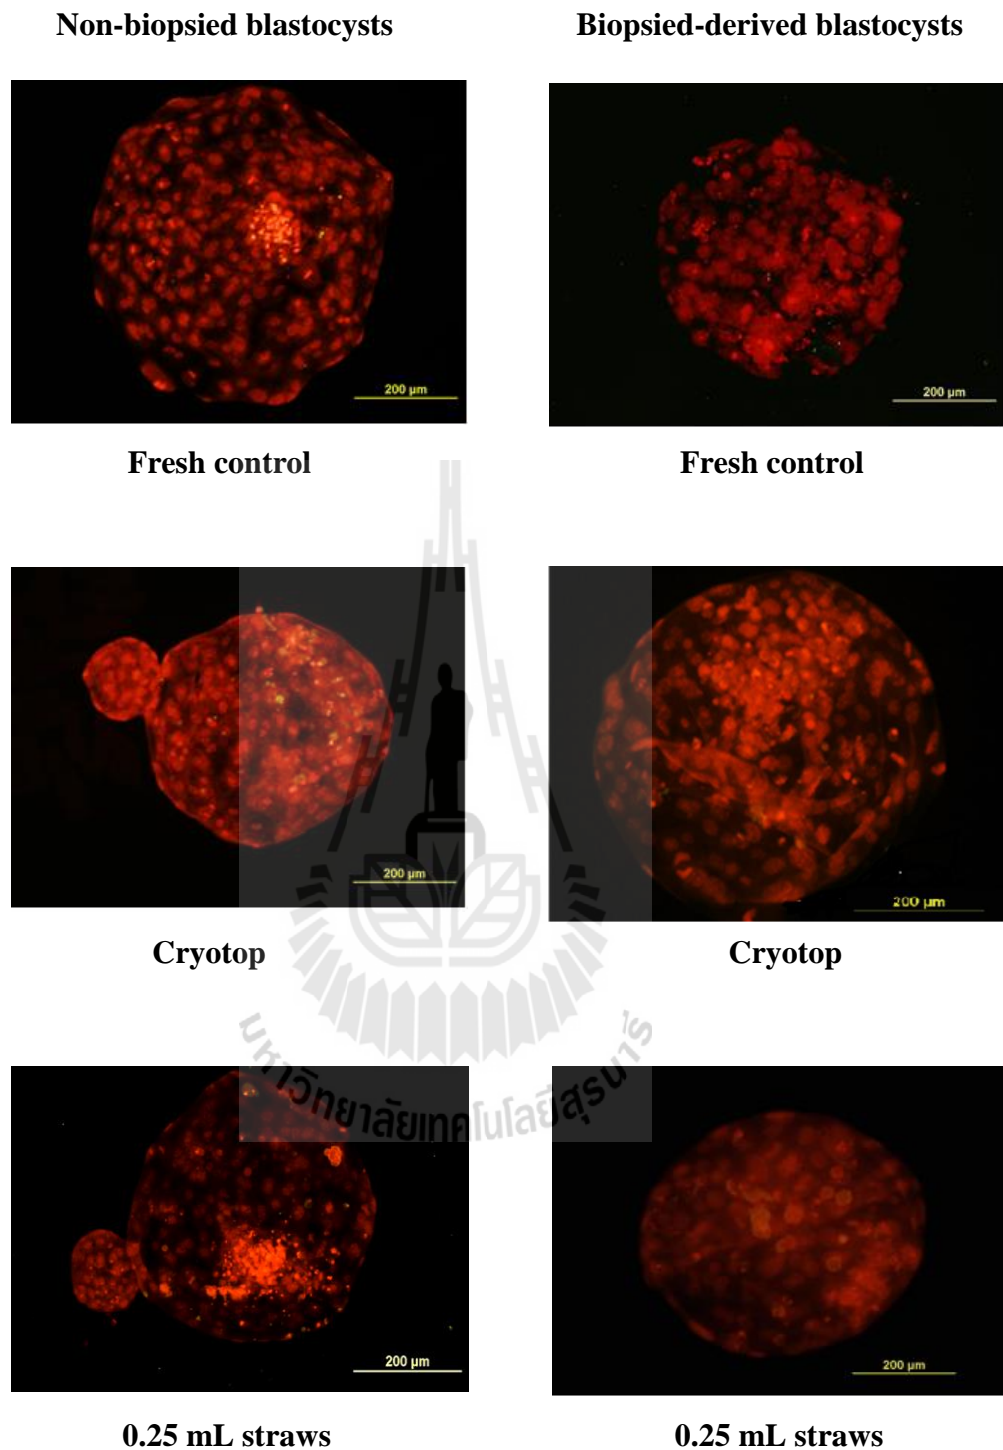 Non-biopsied blastocysts Biopsied-derived blastocysts
200 µm 200 µm
Fresh control Fresh control
200 µm 200 µm
Cryotop Cryotop
มหาวิทยาลัยเทคโนโลยีสุรนารี
200 µm 200 µm
0.25 mL straws 0.25 mL straws